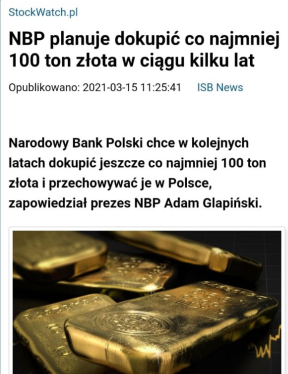 StockWatch.pl
NBP planuje dokupić co najmniej
100 ton złota w ciągu kilku lat
Opublikowano: 2021-03-15 11:25:41 ISB News
Narodowy Bank Polski chce w kolejnych
latach dokupić jeszcze co najmniej 100 ton
złota i przechowywać je w Polsce,
zapowiedział prezes NBP Adam Glapiński.